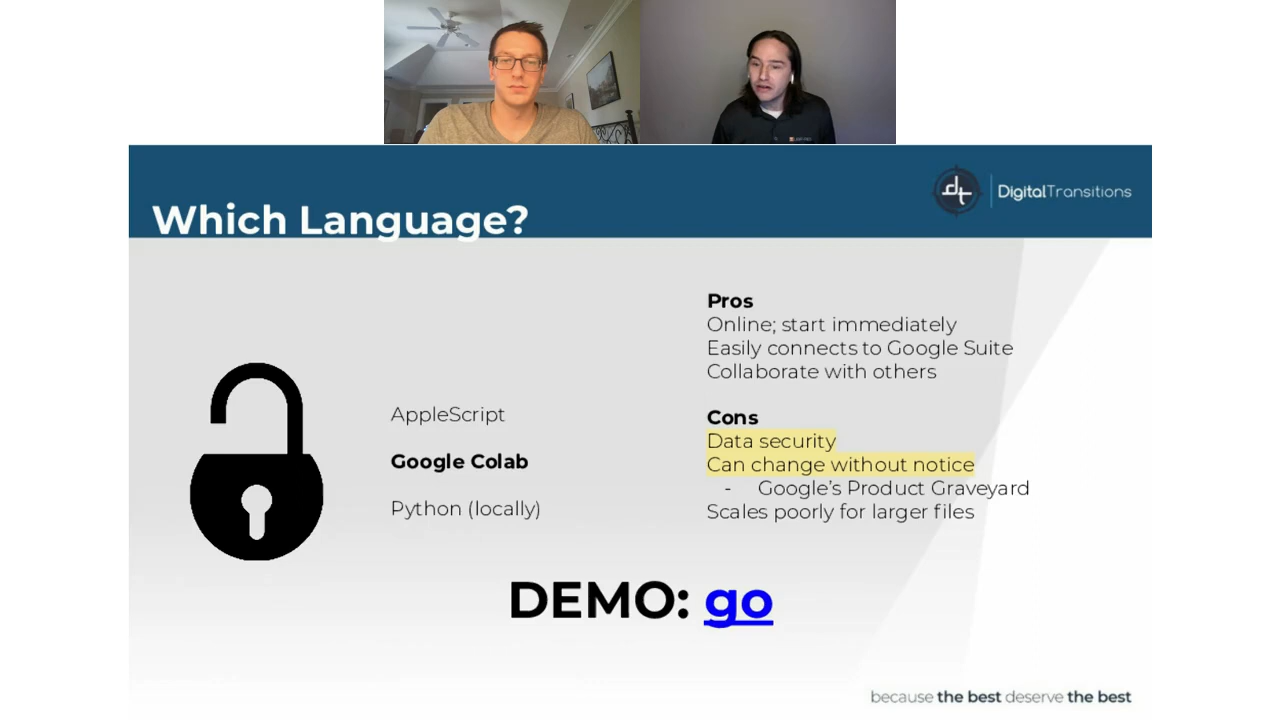 Which Language?
dt DigitalTransitions
AppleScript
Google Colab
Python (locally)
Pros
Online; start immediately
Easily connects to Google Suite
Collaborate with others
Cons
Data security
Can change without notice
- Google's Product Graveyard
Scales poorly for larger files
DEMO: go
because the best deserve the best